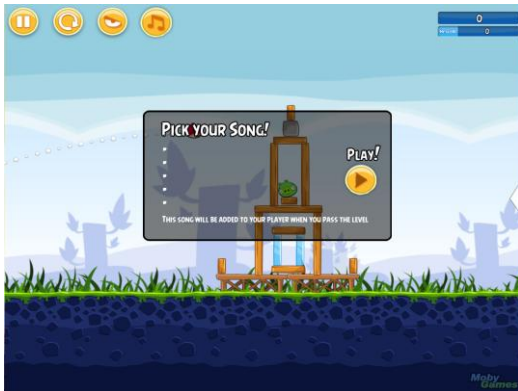 0
0
PICK YOUR SONG!
PLAY!
THIS SONG WILL BE ADDED TO YOUR PLAYER WHEN YOU PASS THE LEVEL
Moby
Games